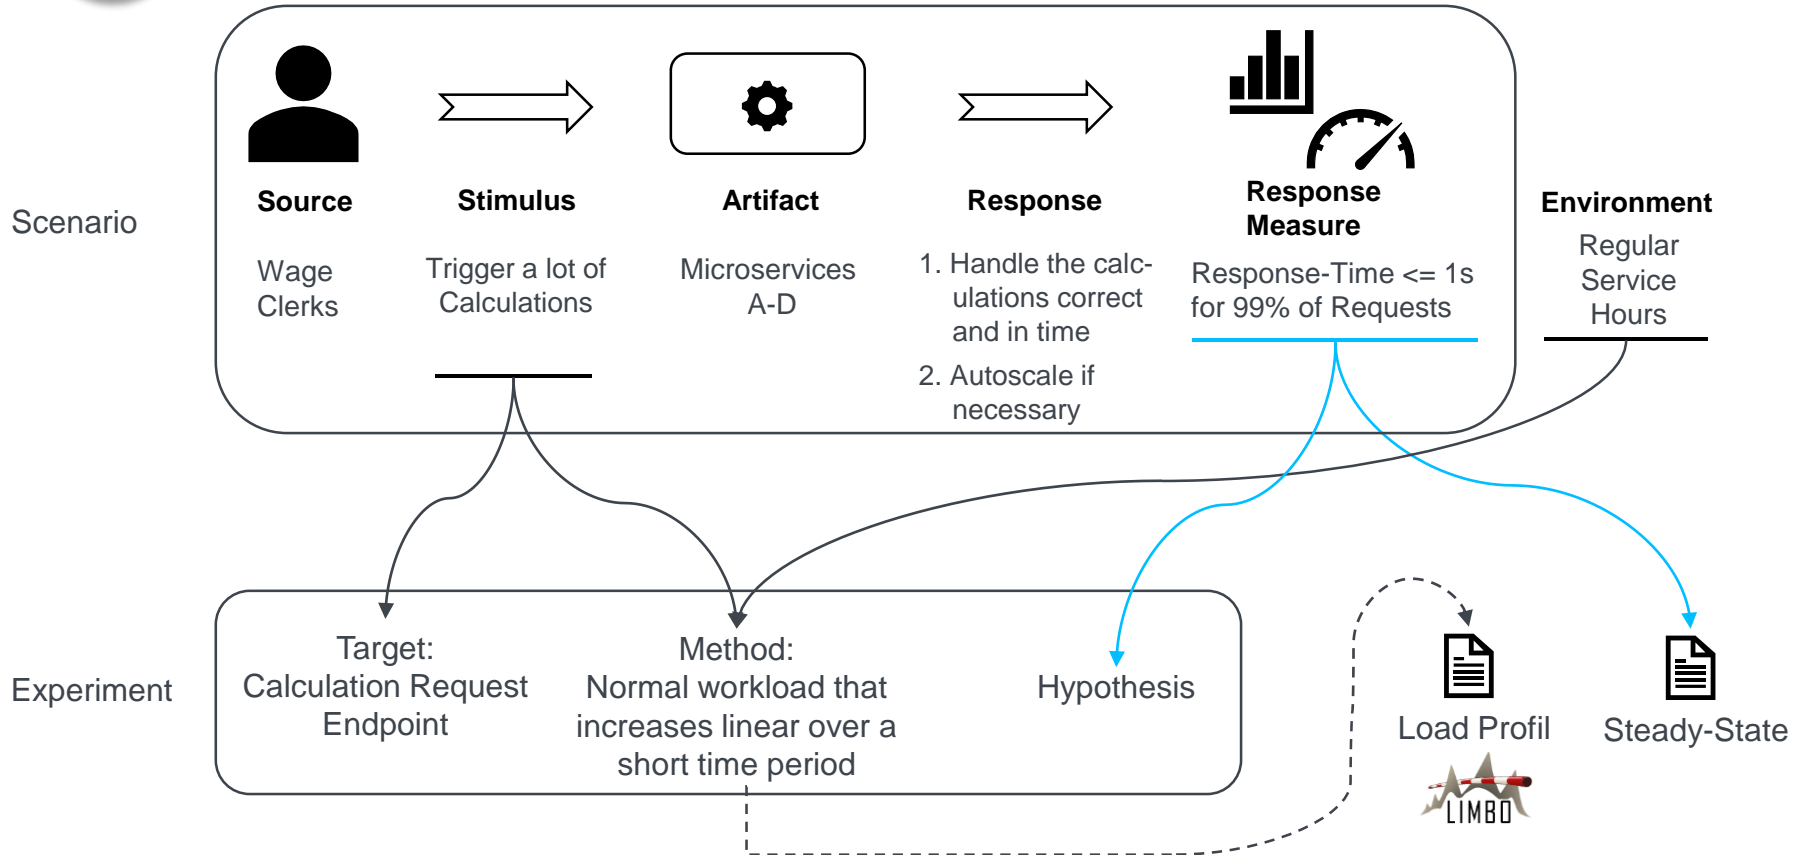 Scenario
Source
Wage
Clerks
Stimulus
Trigger a lot of
Calculations
Artifact
Microservices
A-D
Response
1. Handle the calc-
ulations correct
and in time
2. Autoscale if
necessary
Response
Measure
Response-Time <= 1s
for 99% of Requests
Environment
Regular
Service
Hours
Experiment
Target:
Calculation Request
Endpoint
Method:
Normal workload that
increases linear over a
short time period
Hypothesis
Load Profil
LIMBO
Steady-State